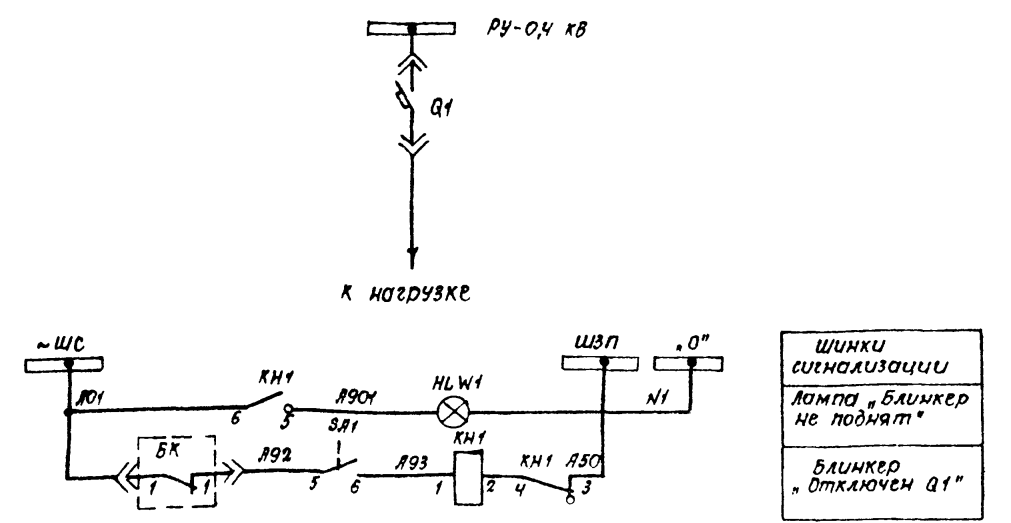 РУ-0,4 кВ
Q1
к нагрузке
~ШС
ШЗП
„О"
А01
КН1
6
5
А901
HLW1
N1
БК
1
1
А92
SA1
5
6
А93
КН1
1
2
КН1
4
А50
3
Шинки
сигнализации
Лампа „Блинкер
не поднят"
Блинкер
„Отключен Q1"